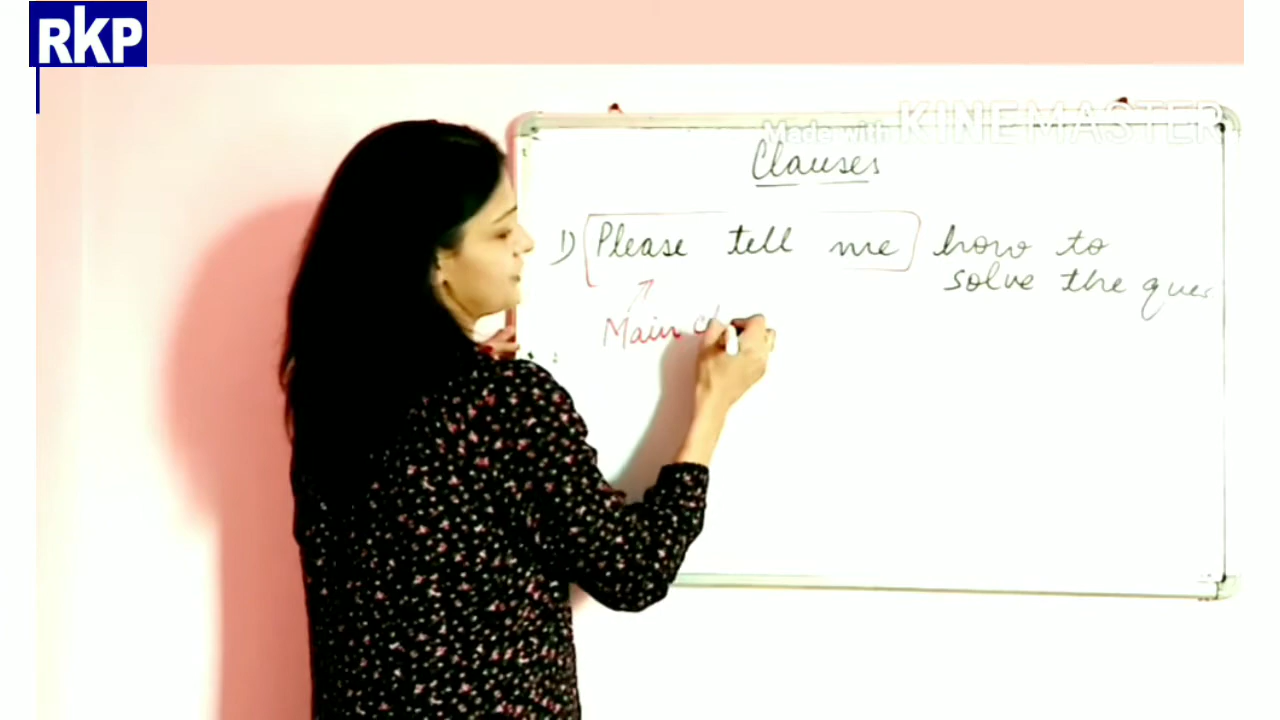 RKP
Made with KINEMASTER
Clauses
1) Please tell me how to
solve the ques
Main cl